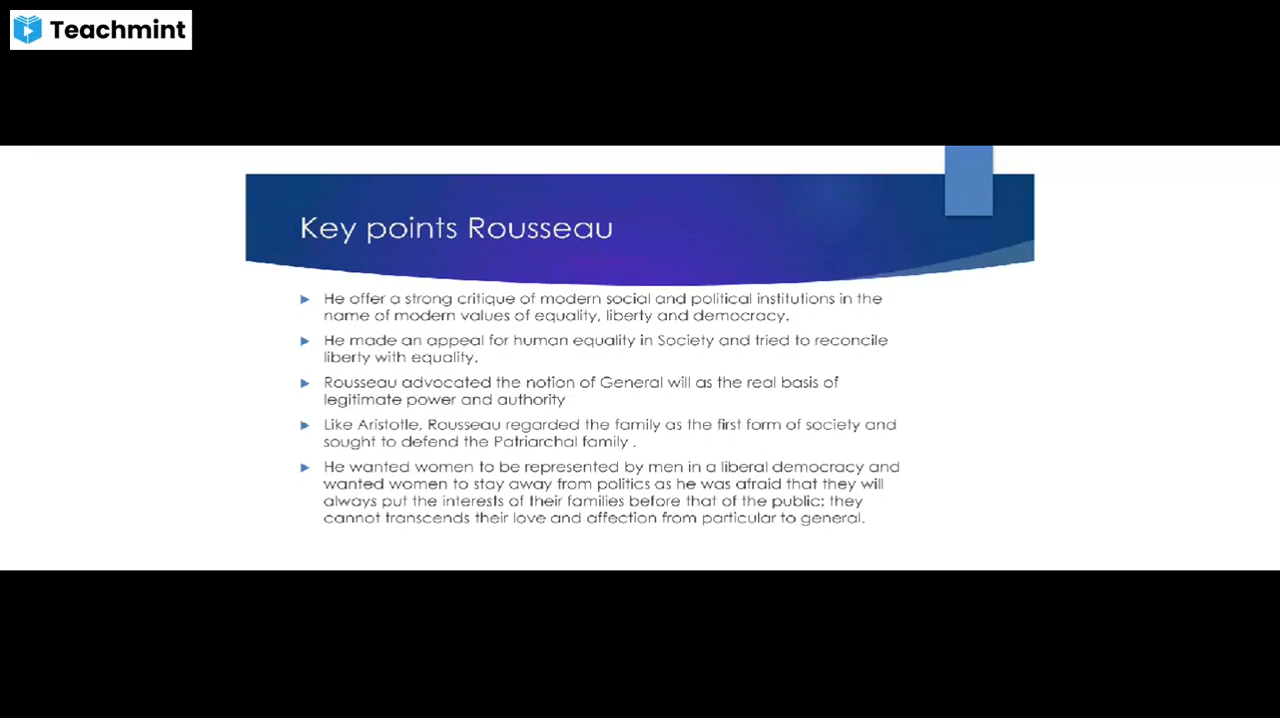 Teachmint
Key points Rousseau
He offer a strong critique of modern social and political institutions in the
name of modern values of equality, liberty and democracy.
He made an appeal for human equality in Society and tried to reconcile
liberty with equality.
Rousseau advocated the notion of General will as the real basis of
legitimate power and authority
Like Aristotle, Rousseau regarded the family as the first form of society and
sought to defend the Patriarchal family .
He wanted women to be represented by men in a liberal democracy and
wanted women to stay away from politics as he was afraid that they will
always put the interests of their families before that of the public; they
cannot transcends their love and affection from particular to general.